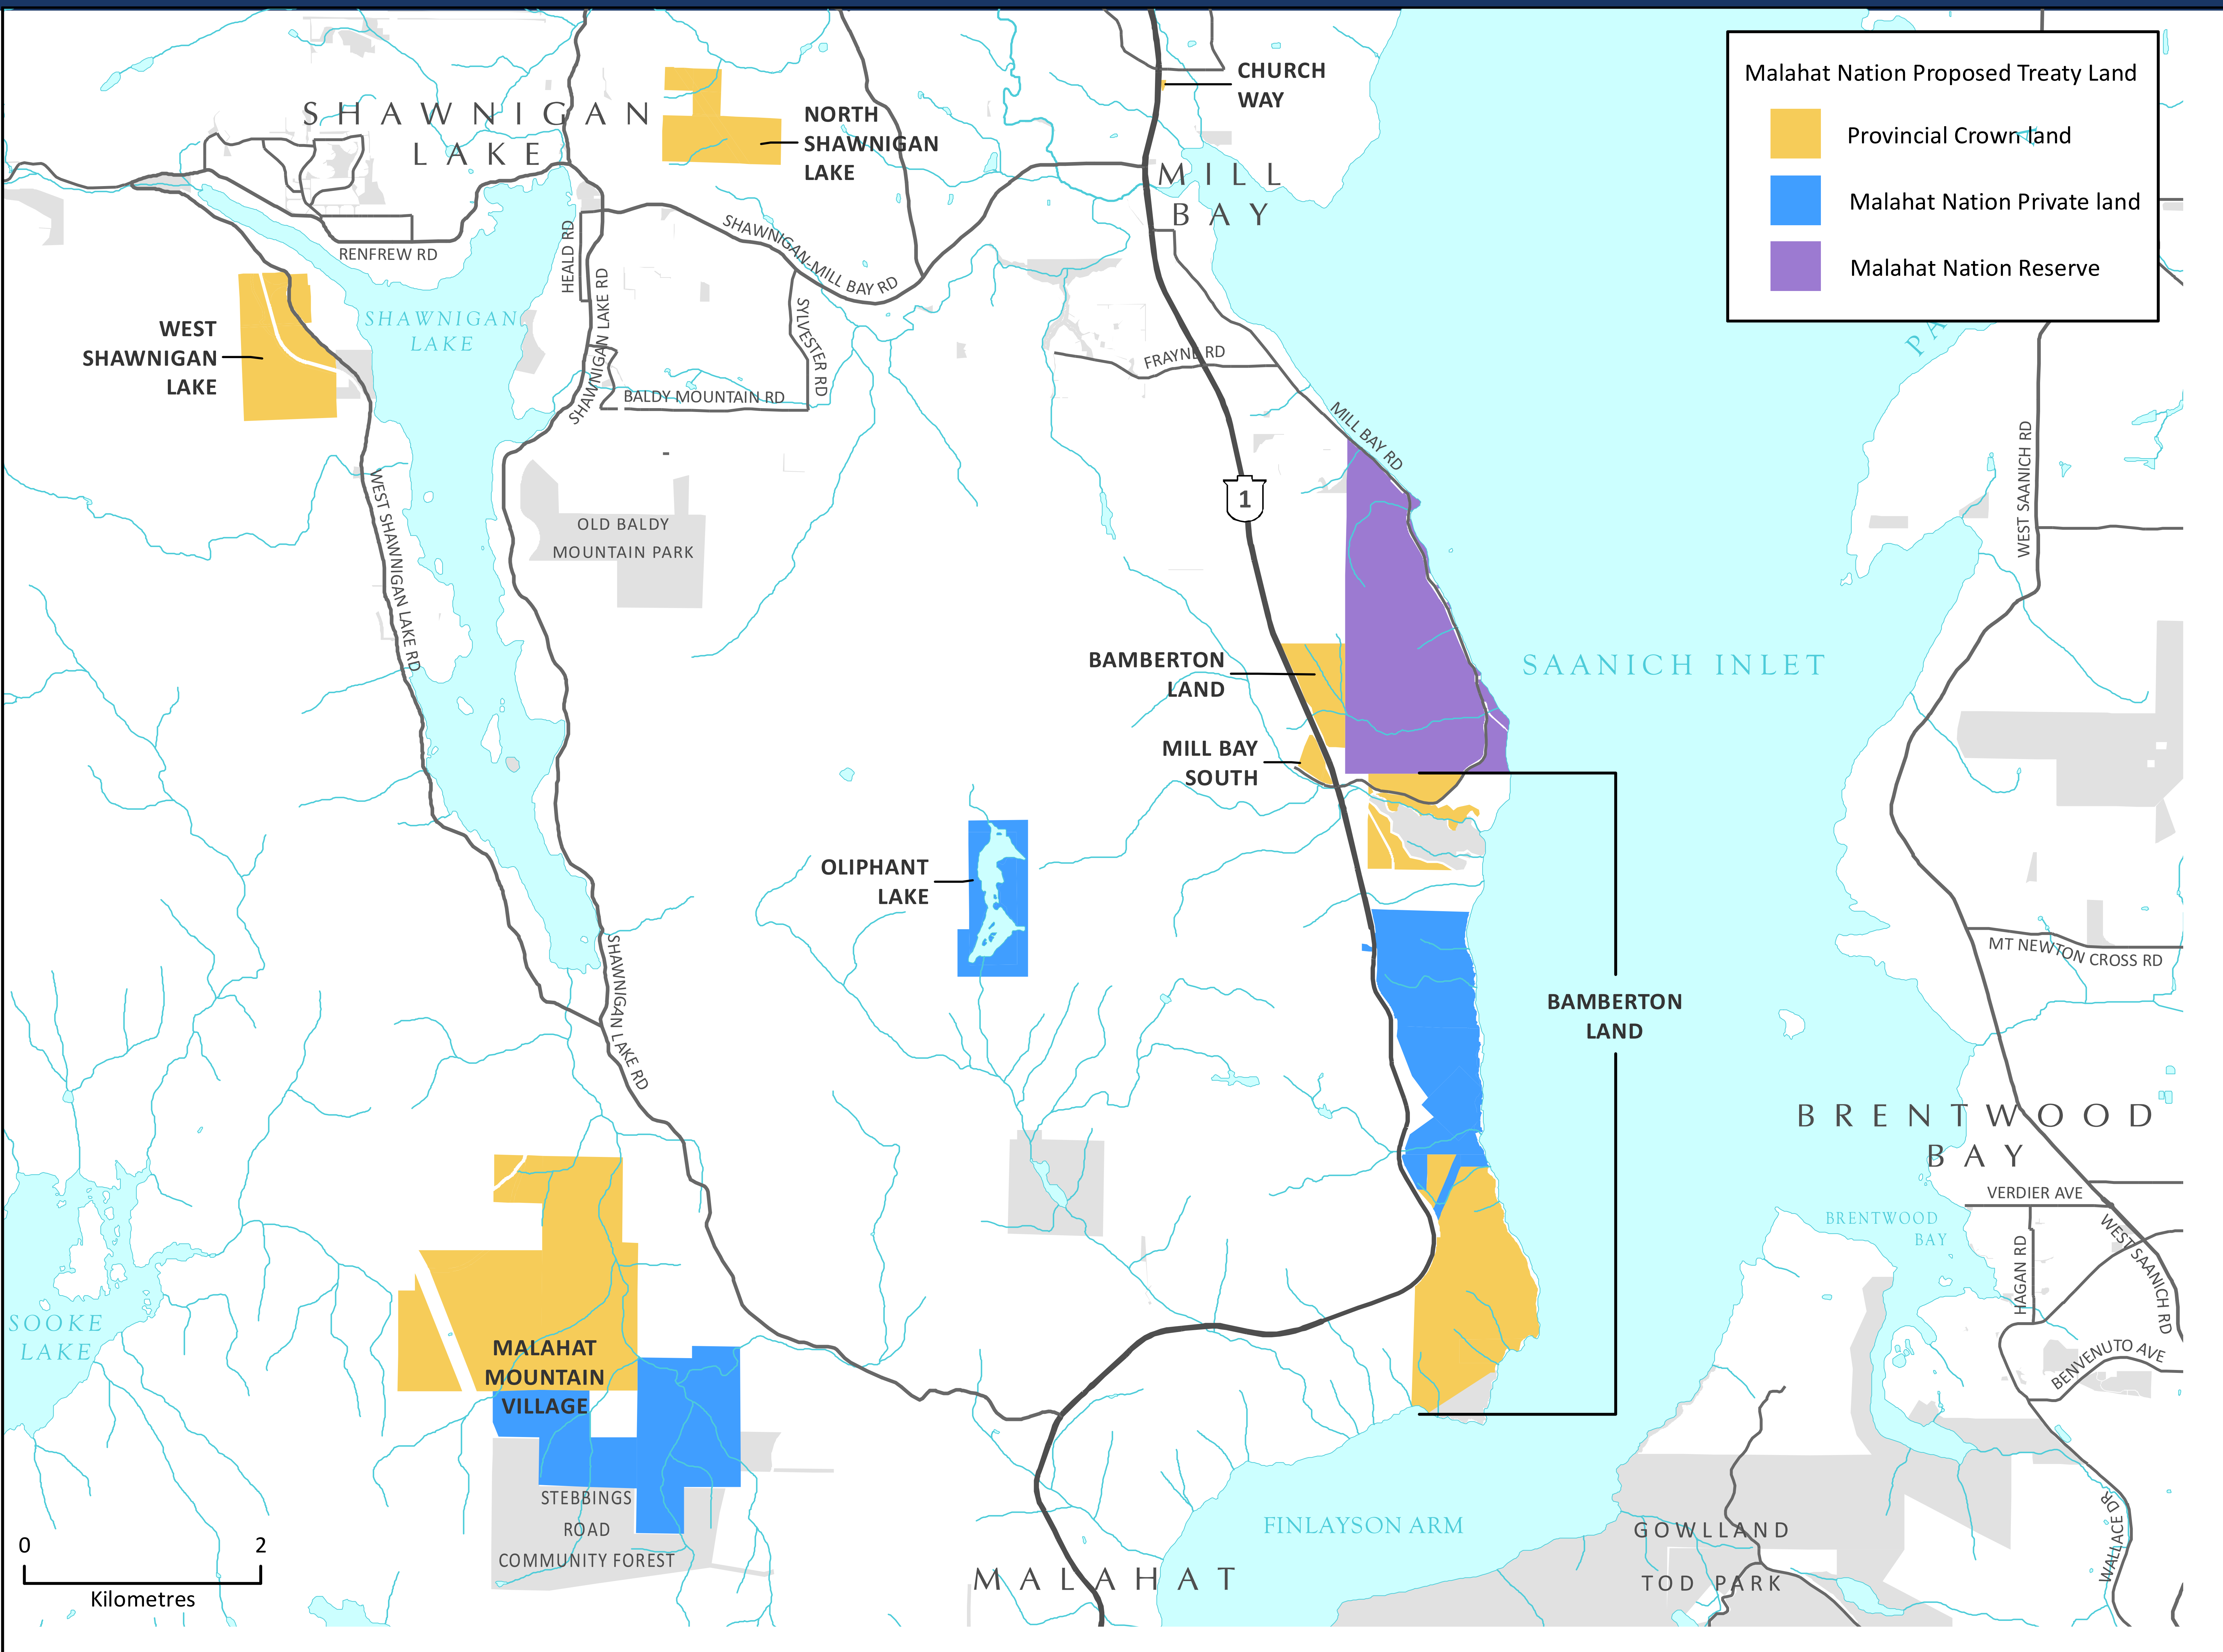 Malahat Nation Proposed Treaty Land
Provincial Crown land
Malahat Nation Private land
Malahat Nation Reserve
CHURCH
WAY
SHAWNIGAN
LAKE
NORTH
SHAWNIGAN
LAKE
MILL
BAY
RENFREW RD
HEALD RD
SHAWNIGAN LAKE RD
SHAWNIGAN-MILL BAY RD
SYLVESTER RD
SHAWNIGAN
LAKE
WEST
SHAWNIGAN
LAKE
FRAYNE RD
BALDY MOUNTAIN RD
MILL BAY RD
PA
WEST SAANICH RD
1
WEST SHAWNIGAN LAKE RD
OLD BALDY
MOUNTAIN PARK
BAMBERTON
LAND
SAANICH INLET
MILL BAY
SOUTH
OLIPHANT
LAKE
SHAWNIGAN LAKE RD
MT NEWTON CROSS RD
BAMBERTON
LAND
BRENTWOOD
BAY
VERDIER AVE
BRENTWOOD
BAY
HAGAN RD
WEST SAANICH RD
SOOKE
LAKE
MALAHAT
MOUNTAIN
VILLAGE
BENVENUTO AVE
STEBBINGS
ROAD
COMMUNITY FOREST
FINLAYSON ARM
GOWLLAND
TOD PARK
WALLACE DR
MALAHAT
0 2
Kilometres